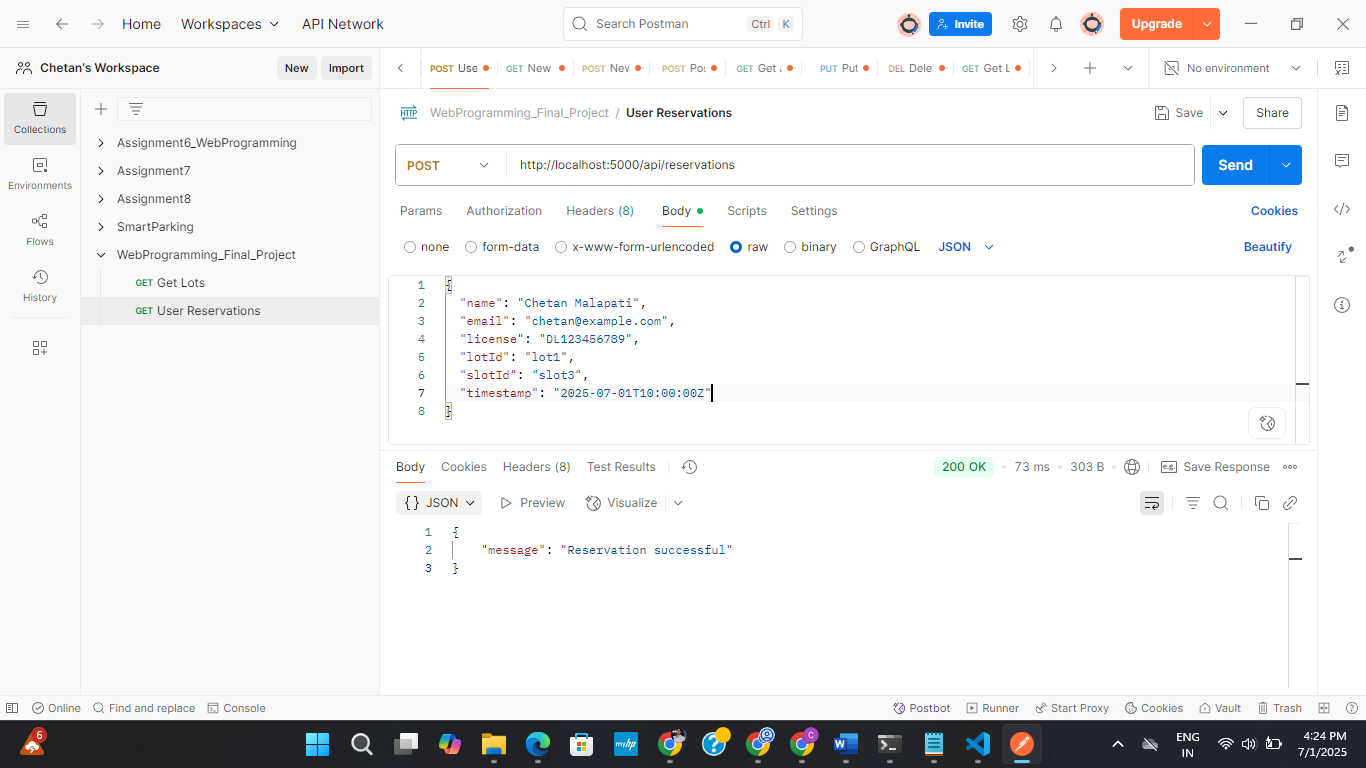 Home Workspaces API Network Search Postman Ctrl K Invite Upgrade
Chetan's Workspace New Import POST Use GET New POST Nev POST Po: GET Get PUT Put DEL Dele GET Get L No environment
Collections
Environments
Flows
History
Assignment6_WebProgramming
Assignment7
Assignment8
SmartParking
WebProgramming_Final_Project
GET Get Lots
GET User Reservations
HTTP WebProgramming_Final_Project / User Reservations Save Share
POST http://localhost:5000/api/reservations Send
Params Authorization Headers (8) Body Scripts Settings Cookies
none form-data x-www-form-urlencoded raw binary GraphQL JSON Beautify
1 {
2 "name": "Chetan Malapati",
3 "email": "chetan@example.com",
4 "license": "DL123456789",
5 "lotId": "lot1",
6 "slotId": "slot3",
7 "timestamp": "2025-07-01T10:00:00Z"
8 }
Body Cookies Headers (8) Test Results 200 OK 73 ms 303 B e.g. Save Response
{} JSON Preview Visualize
1 {
2 "message": "Reservation successful"
3 }
Online Find and replace Console Postbot Runner Start Proxy Cookies Vault Trash
6 myhp C W ENG
IN
4:24 PM
7/1/2025